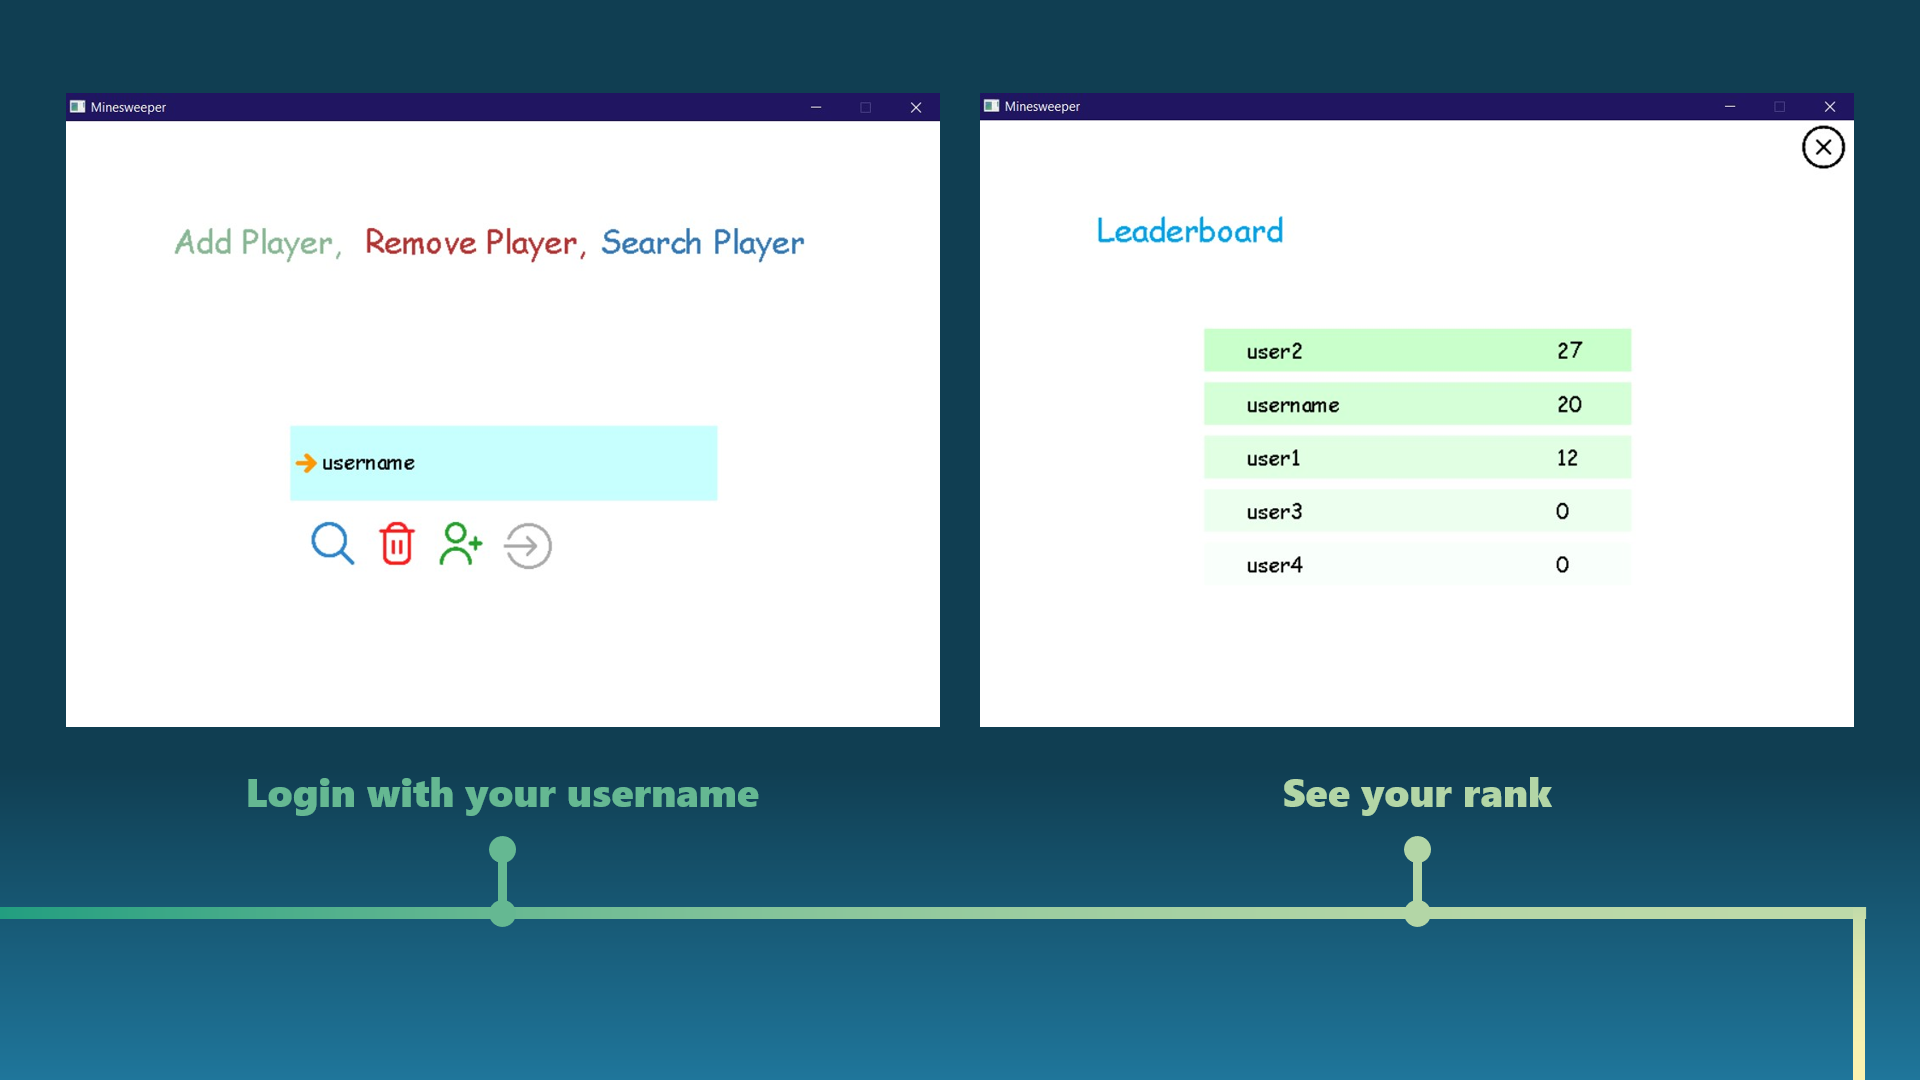 Minesweeper
Add Player, Remove Player, Search Player
username
Login with your username
Minesweeper
Leaderboard
user2 27
username 20
user1 12
user3 0
user4 0
See your rank